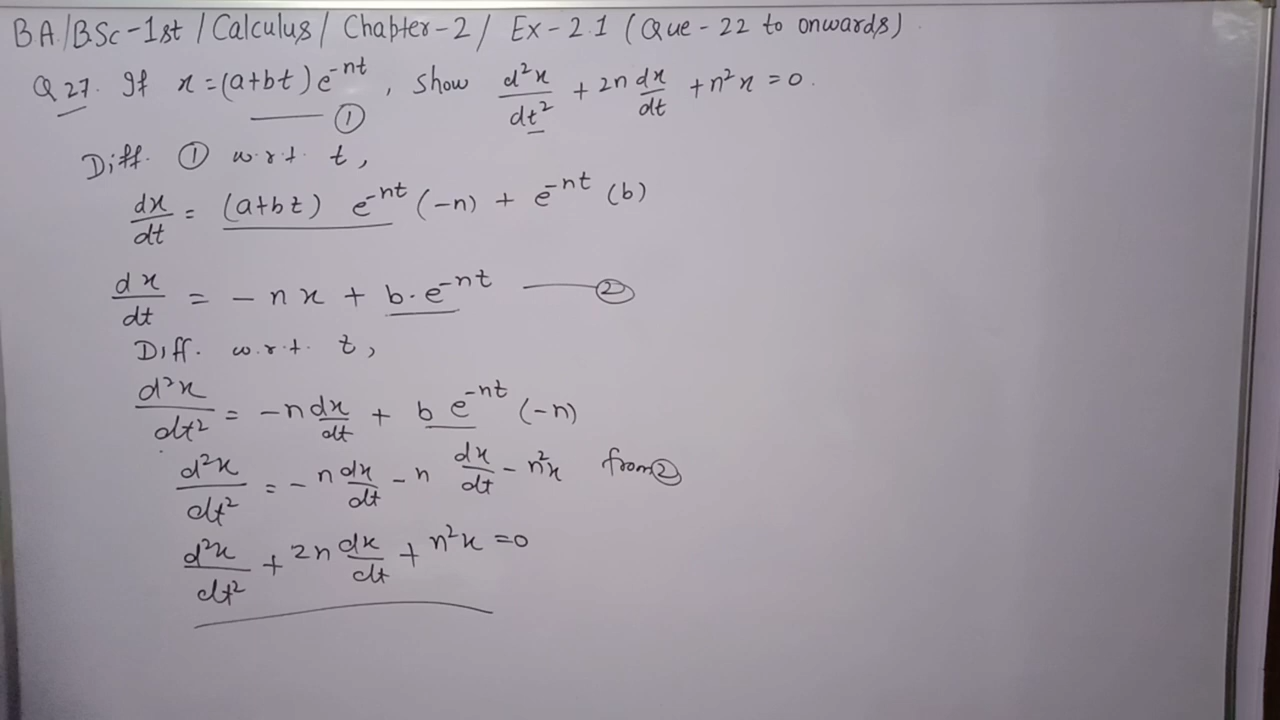 BA/BSc-1st / Calculus / Chapter-2 / Ex-2.1 (Que-22 to onwards)
Q 27. If x = (a+bt) e^{-nt}, show d²x/dt² + 2n dx/dt + n²x = 0.
—— ①
Diff. ① w.r.t. t,
dx/dt = (a+bt) e^{-nt} (-n) + e^{-nt} (b)
dx/dt = - n x + b·e^{-nt} —— ②
Diff. w.r.t. t,
d²x/dt² = -n dx/dt + b e^{-nt} (-n)
d²x/dt² = - n dx/dt - n dx/dt - n²x from ②
d²x/dt² + 2n dx/dt + n²x = 0